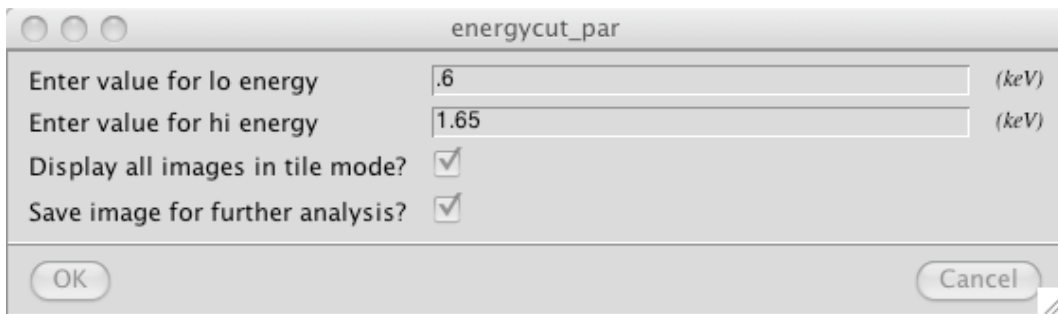 energycut_par
Enter value for lo energy .6 (keV)
Enter value for hi energy 1.65 (keV)
Display all images in tile mode?
Save image for further analysis?
OK Cancel